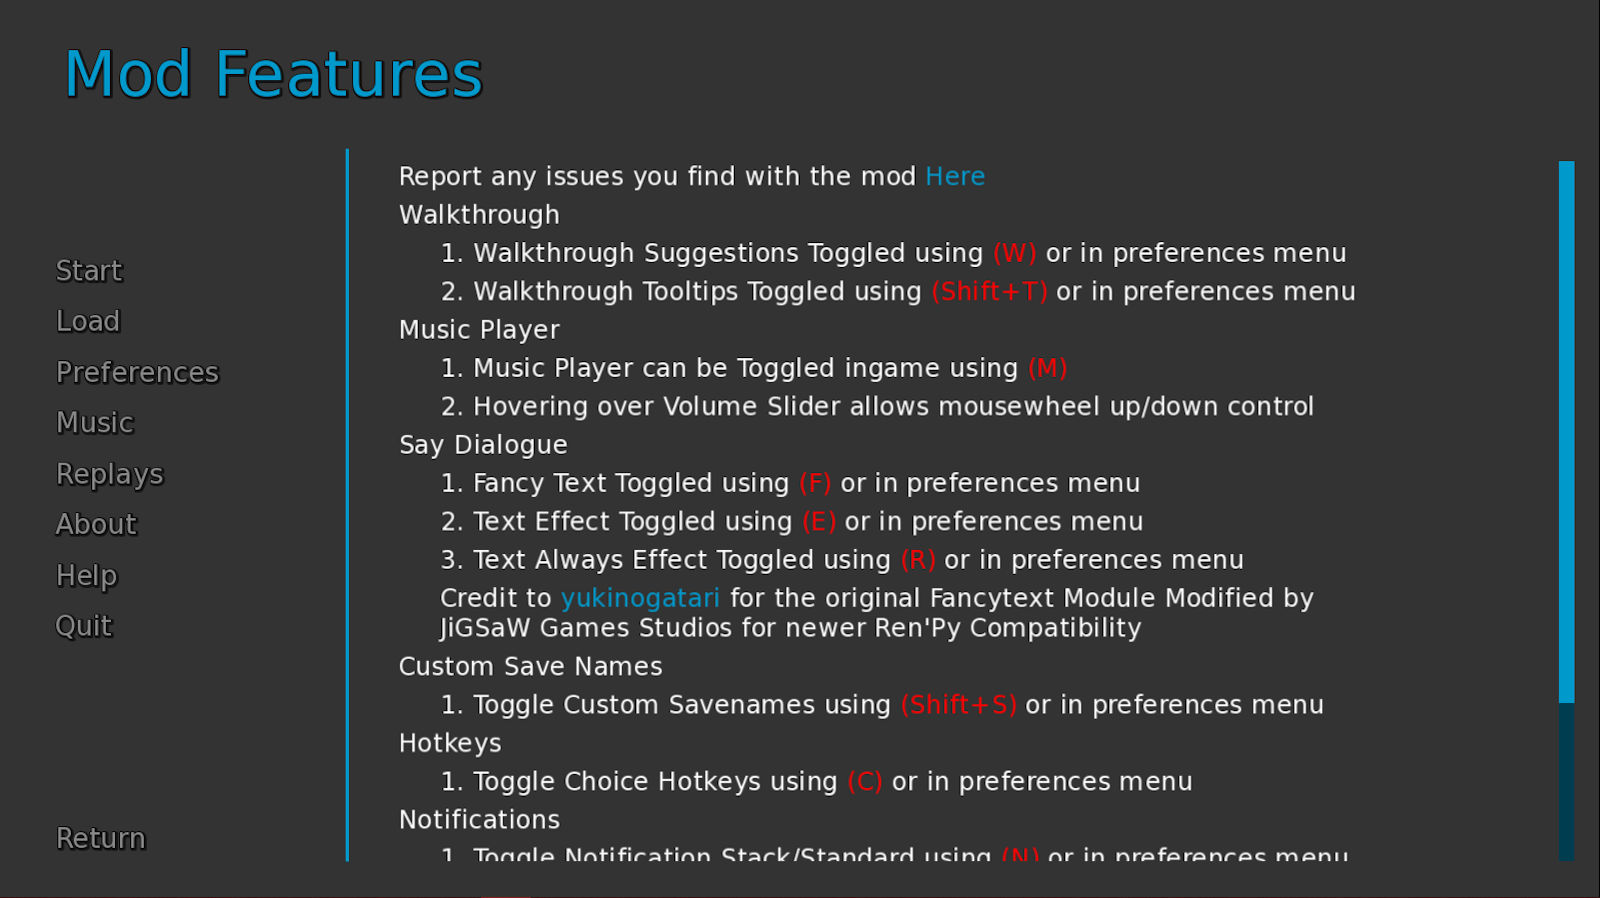 Mod Features
Start
Load
Preferences
Music
Replays
About
Help
Quit
Return
Report any issues you find with the mod Here
Walkthrough
1. Walkthrough Suggestions Toggled using (W) or in preferences menu
2. Walkthrough Tooltips Toggled using (Shift+T) or in preferences menu
Music Player
1. Music Player can be Toggled ingame using (M)
2. Hovering over Volume Slider allows mousewheel up/down control
Say Dialogue
1. Fancy Text Toggled using (F) or in preferences menu
2. Text Effect Toggled using (E) or in preferences menu
3. Text Always Effect Toggled using (R) or in preferences menu
Credit to yukinogatari for the original Fancytext Module Modified by
JiGSaW Games Studios for newer Ren'Py Compatibility
Custom Save Names
1. Toggle Custom Savenames using (Shift+S) or in preferences menu
Hotkeys
1. Toggle Choice Hotkeys using (C) or in preferences menu
Notifications
1. Toggle Notification Stack/Standard using (N) or in preferences menu